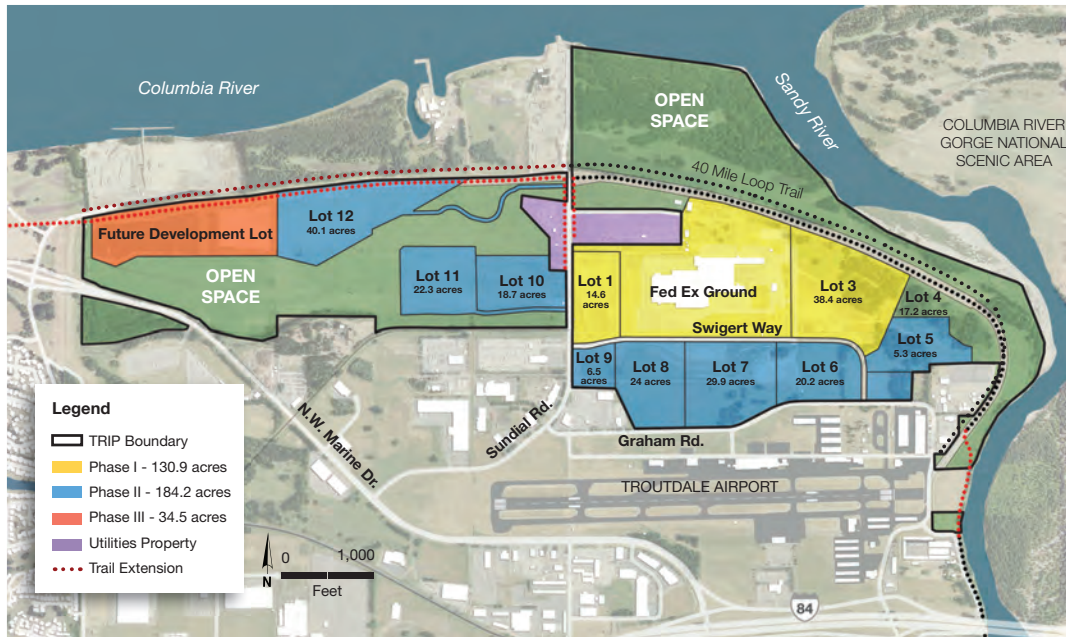 Columbia River
Sandy River
OPEN
SPACE
COLUMBIA RIVER
GORGE NATIONAL
SCENIC AREA
40 Mile Loop Trail
Future Development Lot
Lot 12
40.1 acres
OPEN
SPACE
Lot 11
22.3 acres
Lot 10
18.7 acres
Lot 1
14.6
acres
Fed Ex Ground
Lot 3
38.4 acres
Lot 4
17.2 acres
Swigert Way
Lot 5
5.3 acres
Lot 9
6.5
acres
Lot 8
24 acres
Lot 7
29.9 acres
Lot 6
20.2 acres
N.W. Marine Dr.
Sundial Rd.
Graham Rd.
TROUTDALE AIRPORT
Legend
TRIP Boundary
Phase I - 130.9 acres
Phase II - 184.2 acres
Phase III - 34.5 acres
Utilities Property
Trail Extension
N
0 1,000
Feet
84